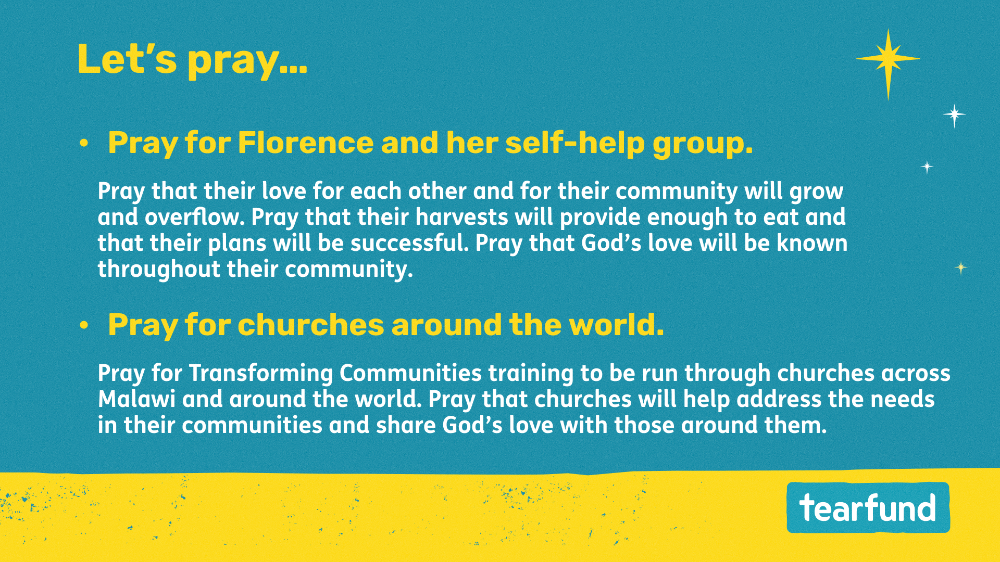 Let’s pray...
• Pray for Florence and her self-help group.
Pray that their love for each other and for their community will grow
and overflow. Pray that their harvests will provide enough to eat and
that their plans will be successful. Pray that God’s love will be known
throughout their community.
• Pray for churches around the world.
Pray for Transforming Communities training to be run through churches across
Malawi and around the world. Pray that churches will help address the needs
in their communities and share God’s love with those around them.
tearfund